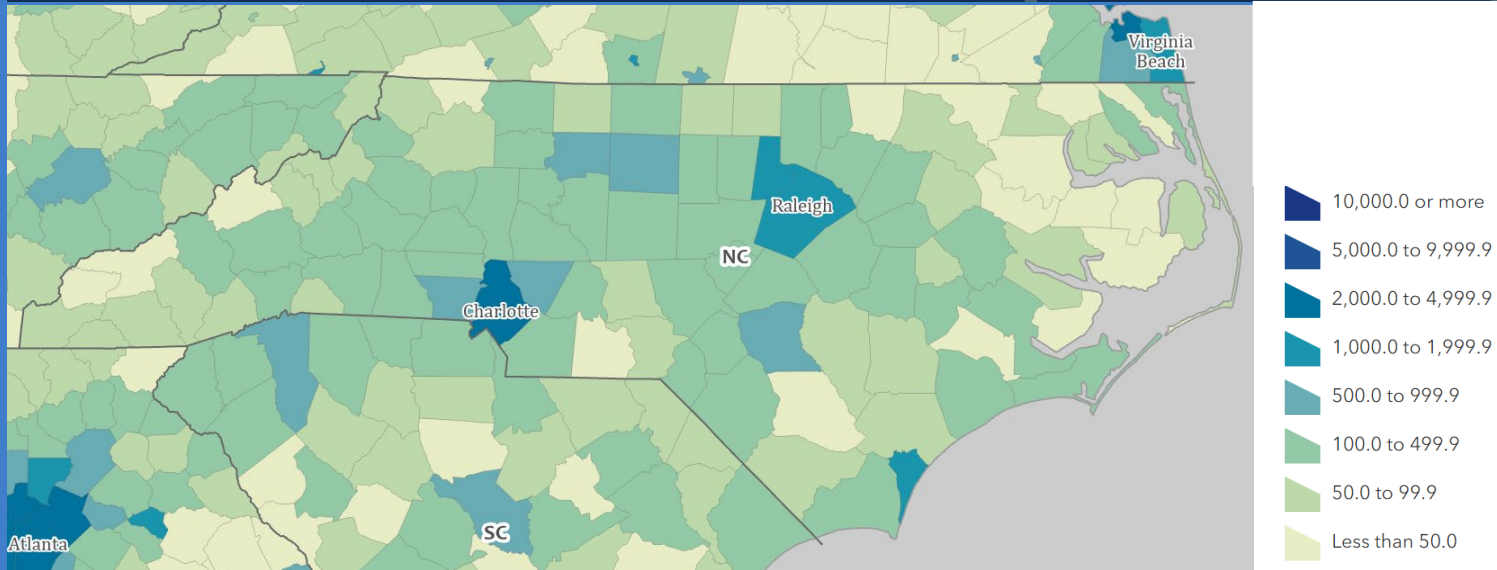 Virginia
Beach
Raleigh
NC
Charlotte
SC
Atlanta
10,000.0 or more
5,000.0 to 9,999.9
2,000.0 to 4,999.9
1,000.0 to 1,999.9
500.0 to 999.9
100.0 to 499.9
50.0 to 99.9
Less than 50.0